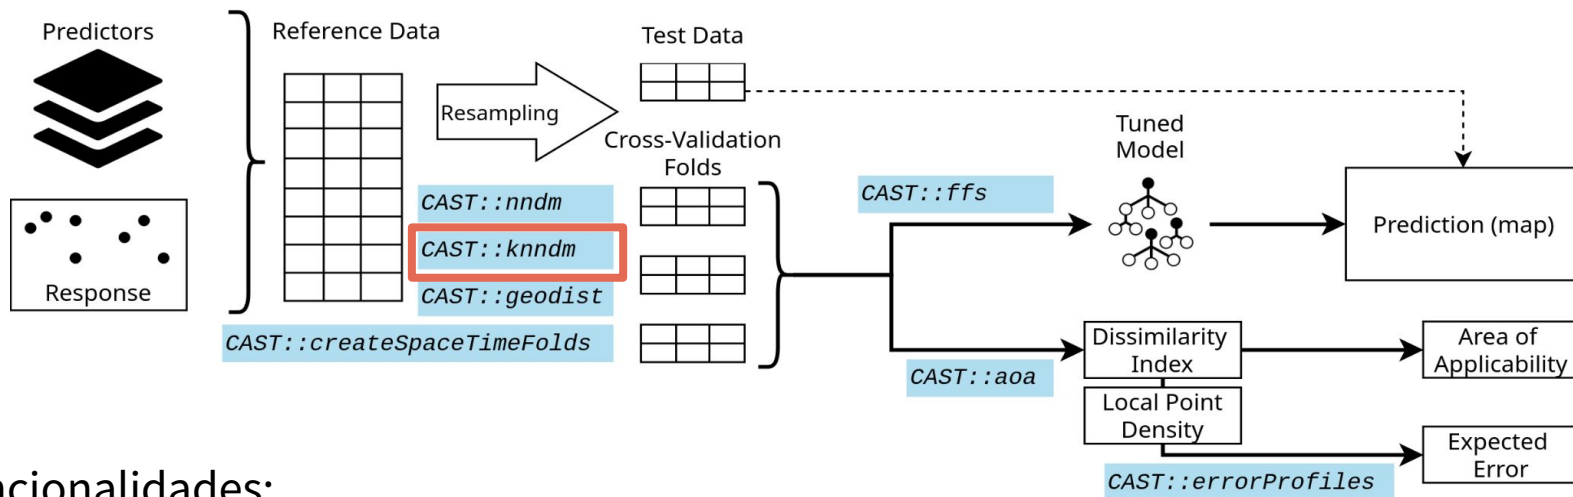 Predictors
Response
Reference Data
Resampling
CAST::nndm
CAST::knndm
CAST::geodist
CAST::createSpaceTimeFolds
Test Data
Cross-Validation
Folds
CAST::ffs
Tuned
Model
Prediction (map)
CAST::aoa
Dissimilarity
Index
Area of
Applicability
Local Point
Density
CAST::errorProfiles
Expected
Error
ncionalidades: